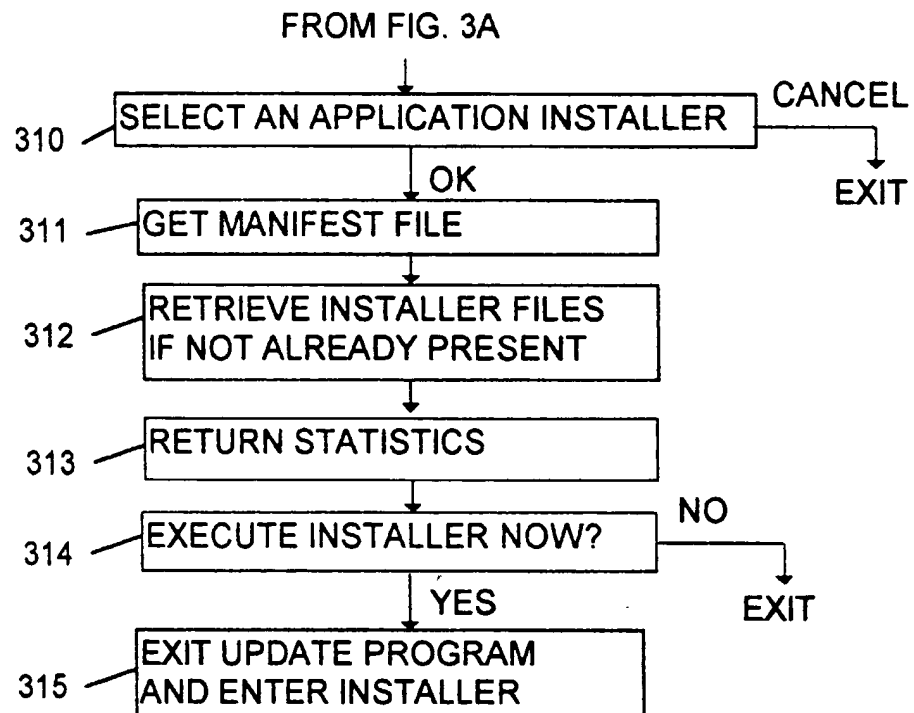 FROM FIG. 3A
CANCEL
310 SELECT AN APPLICATION INSTALLER
EXIT
OK
311 GET MANIFEST FILE
312 RETRIEVE INSTALLER FILES
IF NOT ALREADY PRESENT
313 RETURN STATISTICS
NO
314 EXECUTE INSTALLER NOW?
YES
EXIT
315 EXIT UPDATE PROGRAM
AND ENTER INSTALLER